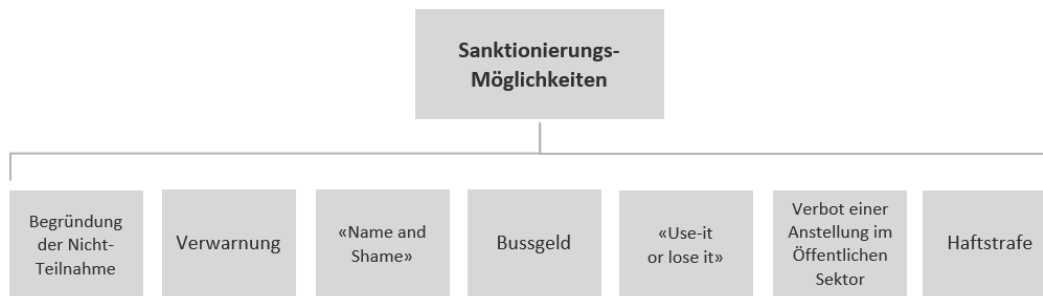 Sanktionierungs-
Möglichkeiten
Begründung
der Nicht-
Teilnahme
Verwarnung
«Name and
Shame»
Bussgeld
«Use-it
or lose it»
Verbot einer
Anstellung im
Öffentlichen
Sektor
Haftstrafe